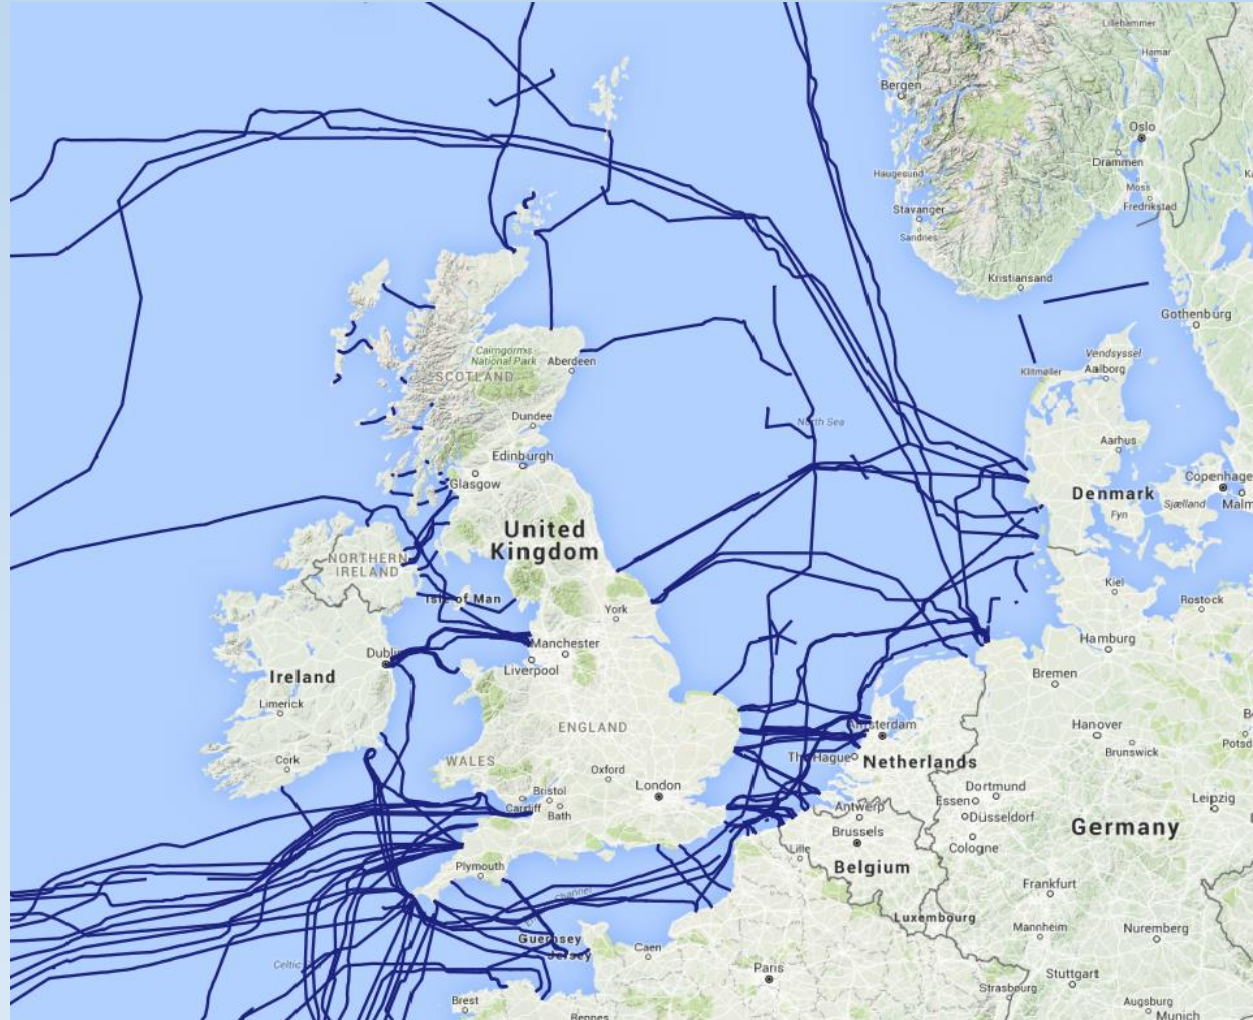 Lillehammer
Hamar
Bergen
Oslo
Drammen
Haugesund
Moss
Fredrikstad
Stavanger
Sandnes
Kristiansand
Gothenburg
Cairngorms
National Park
Aberdeen
SCOTLAND
Vendsyssel
Klitmøller
Aalborg
Dundee
North Sea
Aarhus
Edinburgh
Glasgow
Copenhage
Denmark
Sjælland
Malm
Fyn
United
Kingdom
NORTHERN
IRELAND
Isle of Man
Kiel
Rostock
York
Hamburg
Dublin
Manchester
Liverpool
Ireland
Bremen
Limerick
ENGLAND
Amsterdam
Hanover
Brunswick
Potsd
Cork
WALES
The Hague
Netherlands
Oxford
London
Bristol
Cardiff
Bath
Antwerp
Essen
Dortmund
Düsseldorf
Leipzig
Brussels
Cologne
Germany
Lille
Belgium
Plymouth
Frankfurt
Channel
Luxembourg
Guernsey
Jersey
Caen
Mannheim
Nuremberg
Celtic
Paris
Stuttgart
Strasbourg
Brest
Rennes
Augsburg
Munich